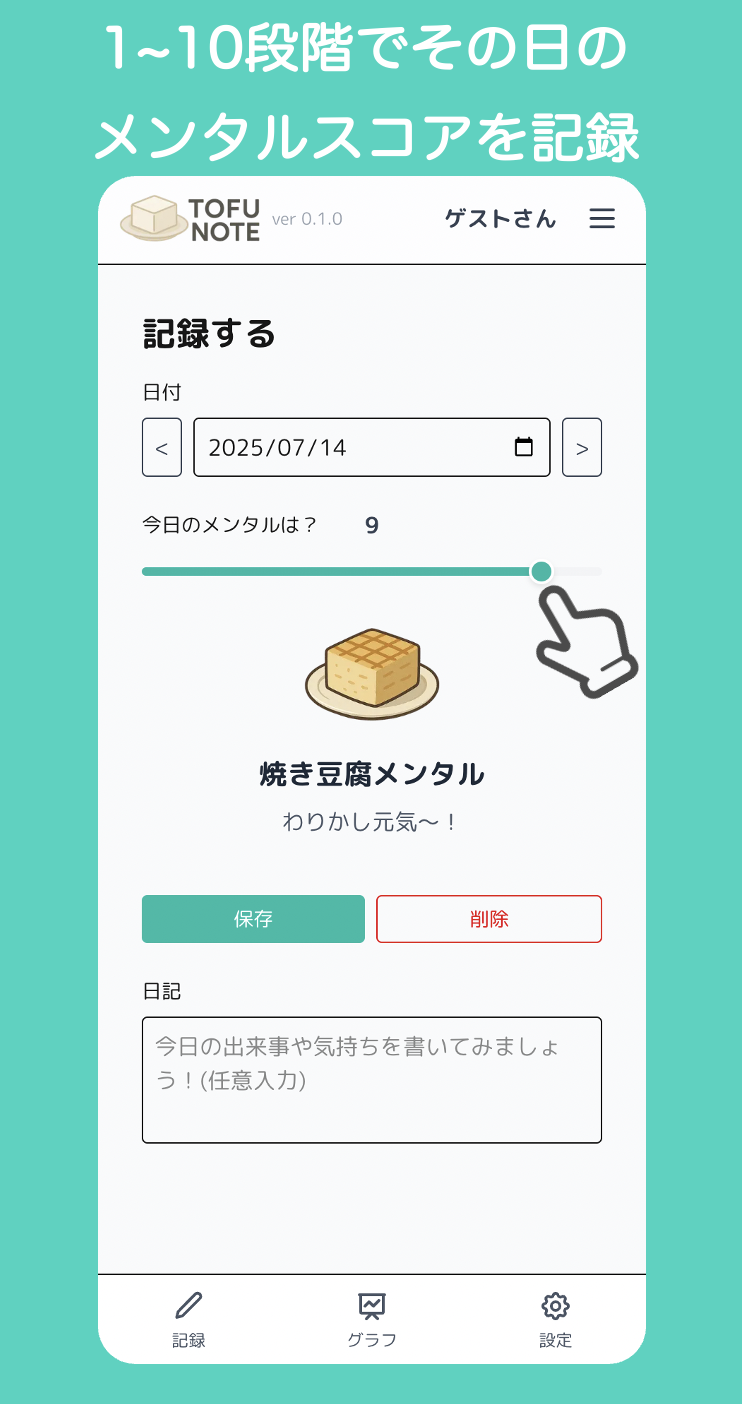 1~10段階でその日の
メンタルスコアを記録
TOFU
NOTE
ver 0.1.0
ゲストさん
記録する
日付
<
2025/07/14
>
今日のメンタルは？ 9
焼き豆腐メンタル
わりかし元気〜！
保存
削除
日記
今日の出来事や気持ちを書いてみましょ
う！(任意入力)
記録
グラフ
設定